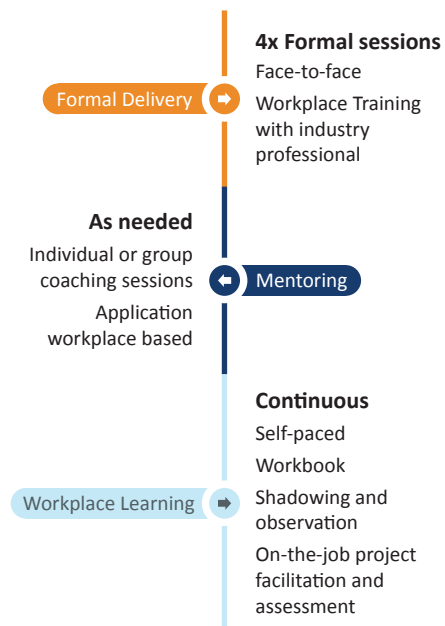 4x Formal sessions
Face-to-face
Formal Delivery
Workplace Training
with industry
professional
As needed
Individual or group
coaching sessions
Mentoring
Application
workplace based
Continuous
Self-paced
Workbook
Workplace Learning
Shadowing and
observation
On-the-job project
facilitation and
assessment